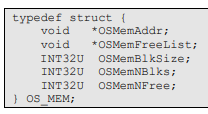 typedef struct {
    void   *OSMemAddr;
    void   *OSMemFreeList;
    INT32U  OSMemBlkSize;
    INT32U  OSMemNBlks;
    INT32U  OSMemNFree;
} OS_MEM;